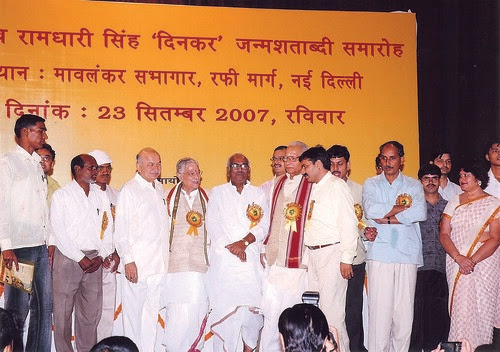 रामधारी सिंह 'दिनकर' जन्मशताब्दी समारोह
: मावलंकर सभागार, रफी मार्ग, नई दिल्ली
दिनांक : 23 सितम्बर 2007, रविवार